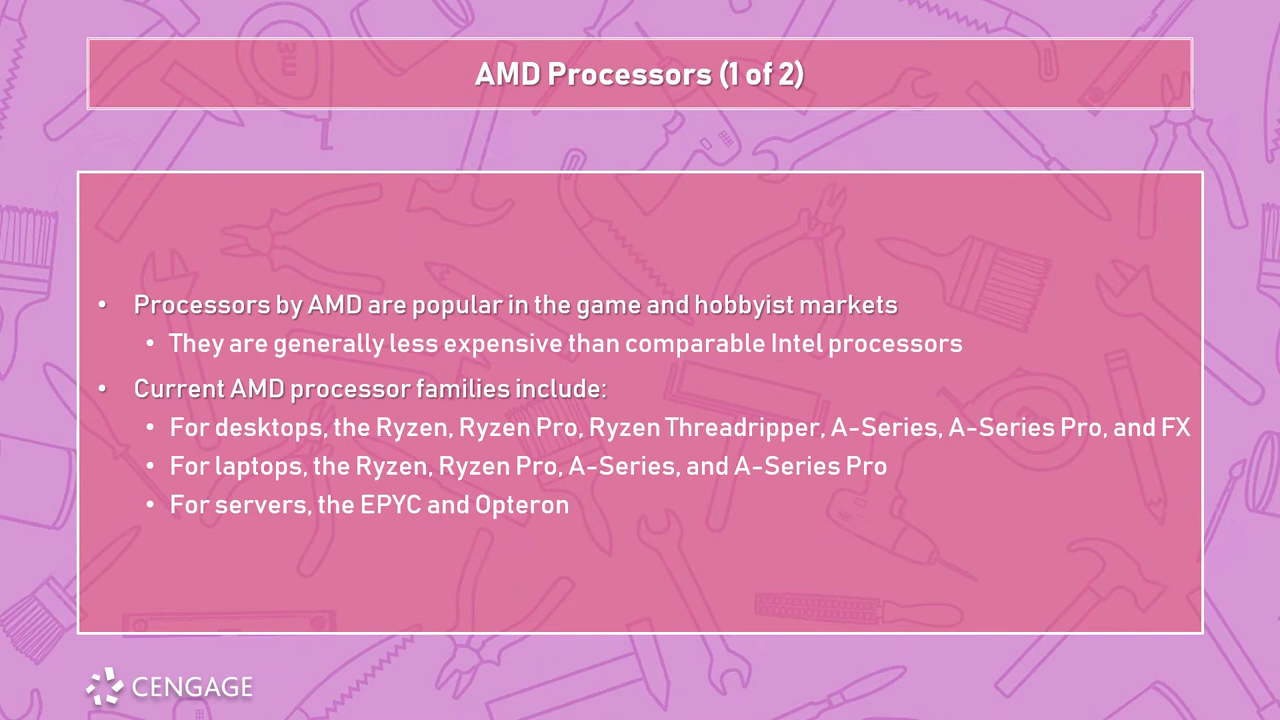 AMD Processors (1 of 2)
• Processors by AMD are popular in the game and hobbyist markets
• They are generally less expensive than comparable Intel processors
• Current AMD processor families include:
• For desktops, the Ryzen, Ryzen Pro, Ryzen Threadripper, A-Series, A-Series Pro, and FX
• For laptops, the Ryzen, Ryzen Pro, A-Series, and A-Series Pro
• For servers, the EPYC and Opteron
CENGAGE